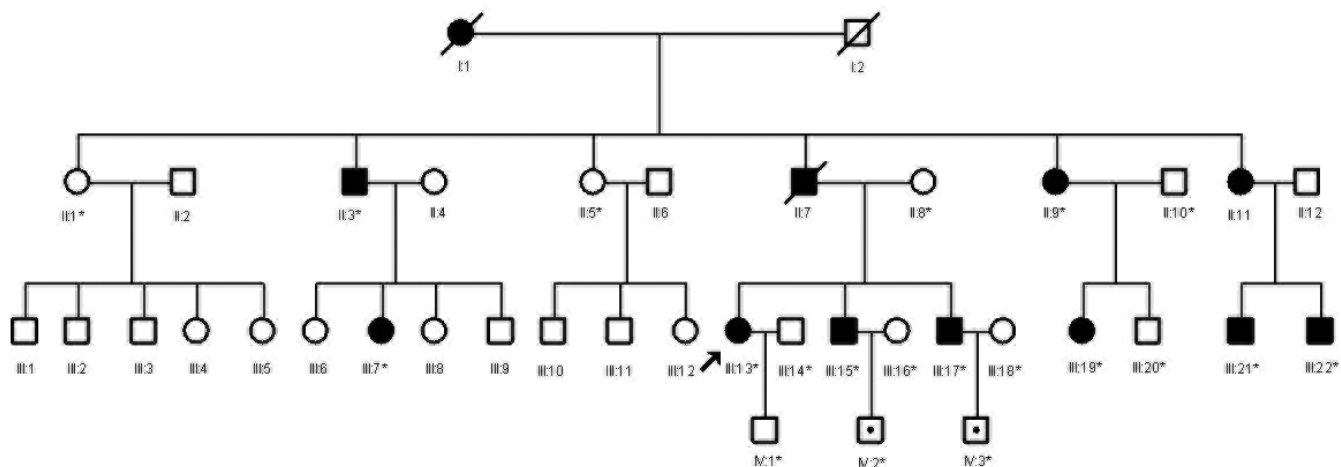 I:1 I:2
II:1* II:2 II:3* II:4 II:5* II:6 II:7 II:8* II:9* II:10* II:11 II:12
III:1 III:2 III:3 III:4 III:5 III:6 III:7* III:8 III:9 III:10 III:11 III:12 III:13* III:14* III:15* III:16* III:17* III:18* III:19* III:20* III:21* III:22*
IV:1* IV:2* IV:3*